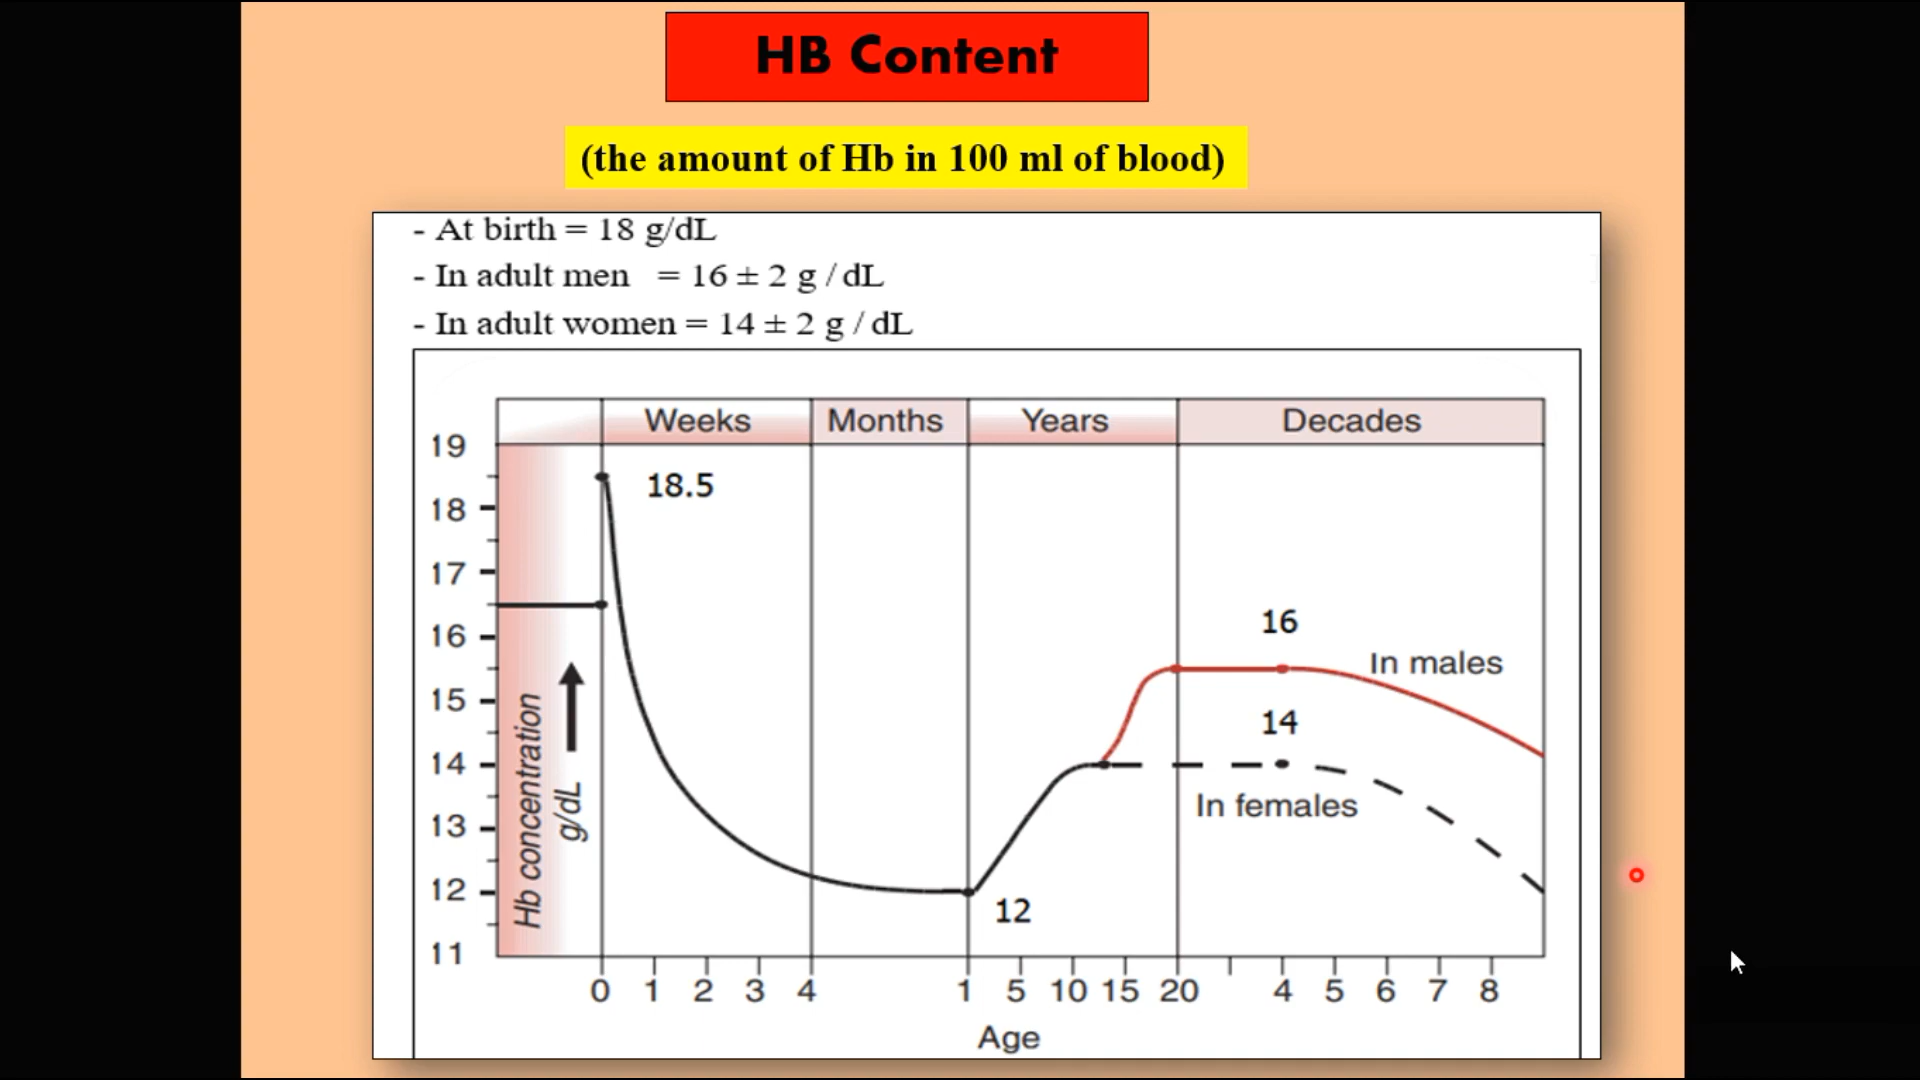 HB Content
(the amount of Hb in 100 ml of blood)
- At birth = 18 g/dL
- In adult men = 16 ± 2 g / dL
- In adult women = 14 ± 2 g / dL
Weeks Months Years Decades
19
18.5
18
17
16
16
In males
15
14
14
In females
13
12
12
11
Hb concentration
g/dL
0 1 2 3 4 1 5 10 15 20 4 5 6 7 8
Age